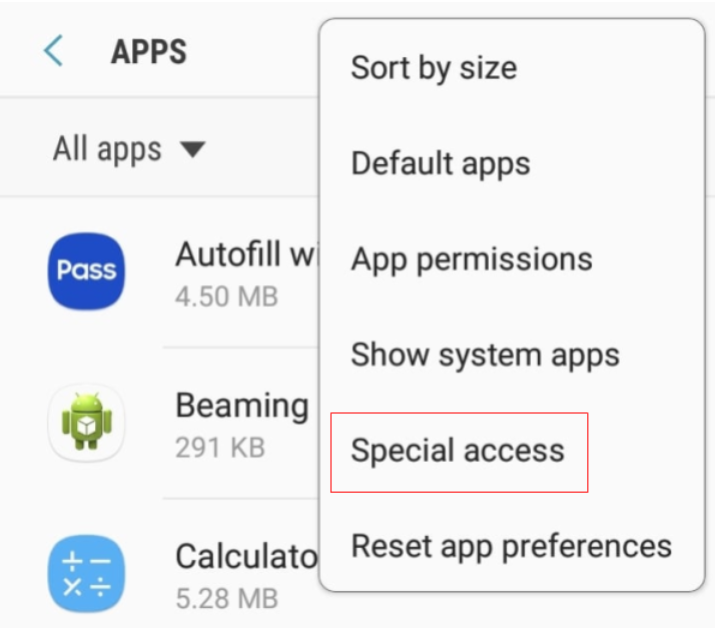 APPS
All apps
Pass
Autofill wi
4.50 MB
Beaming
291 KB
Calculato
5.28 MB
Sort by size
Default apps
App permissions
Show system apps
Special access
Reset app preferences